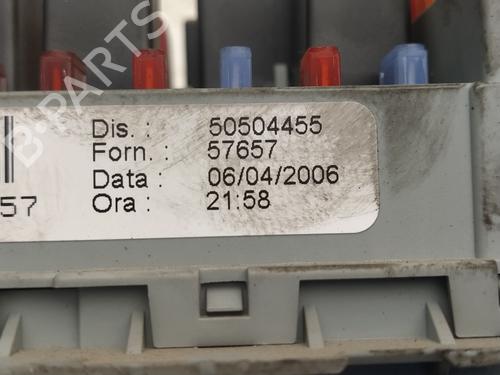 B-PARTS
Dis. : 50504455
Forn. : 57657
Data : 06/04/2006
Ora : 21:58
57